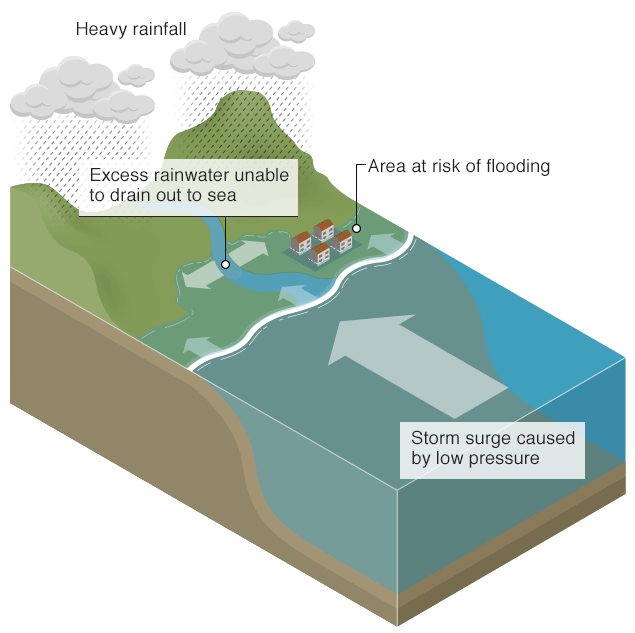 Heavy rainfall
Excess rainwater unable
to drain out to sea
Area at risk of flooding
Storm surge caused
by low pressure